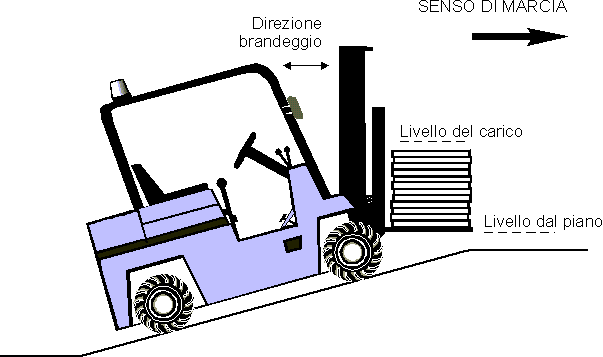 SENSO DI MARCIA
Direzione
brandeggio
Livello del carico
Livello dal piano